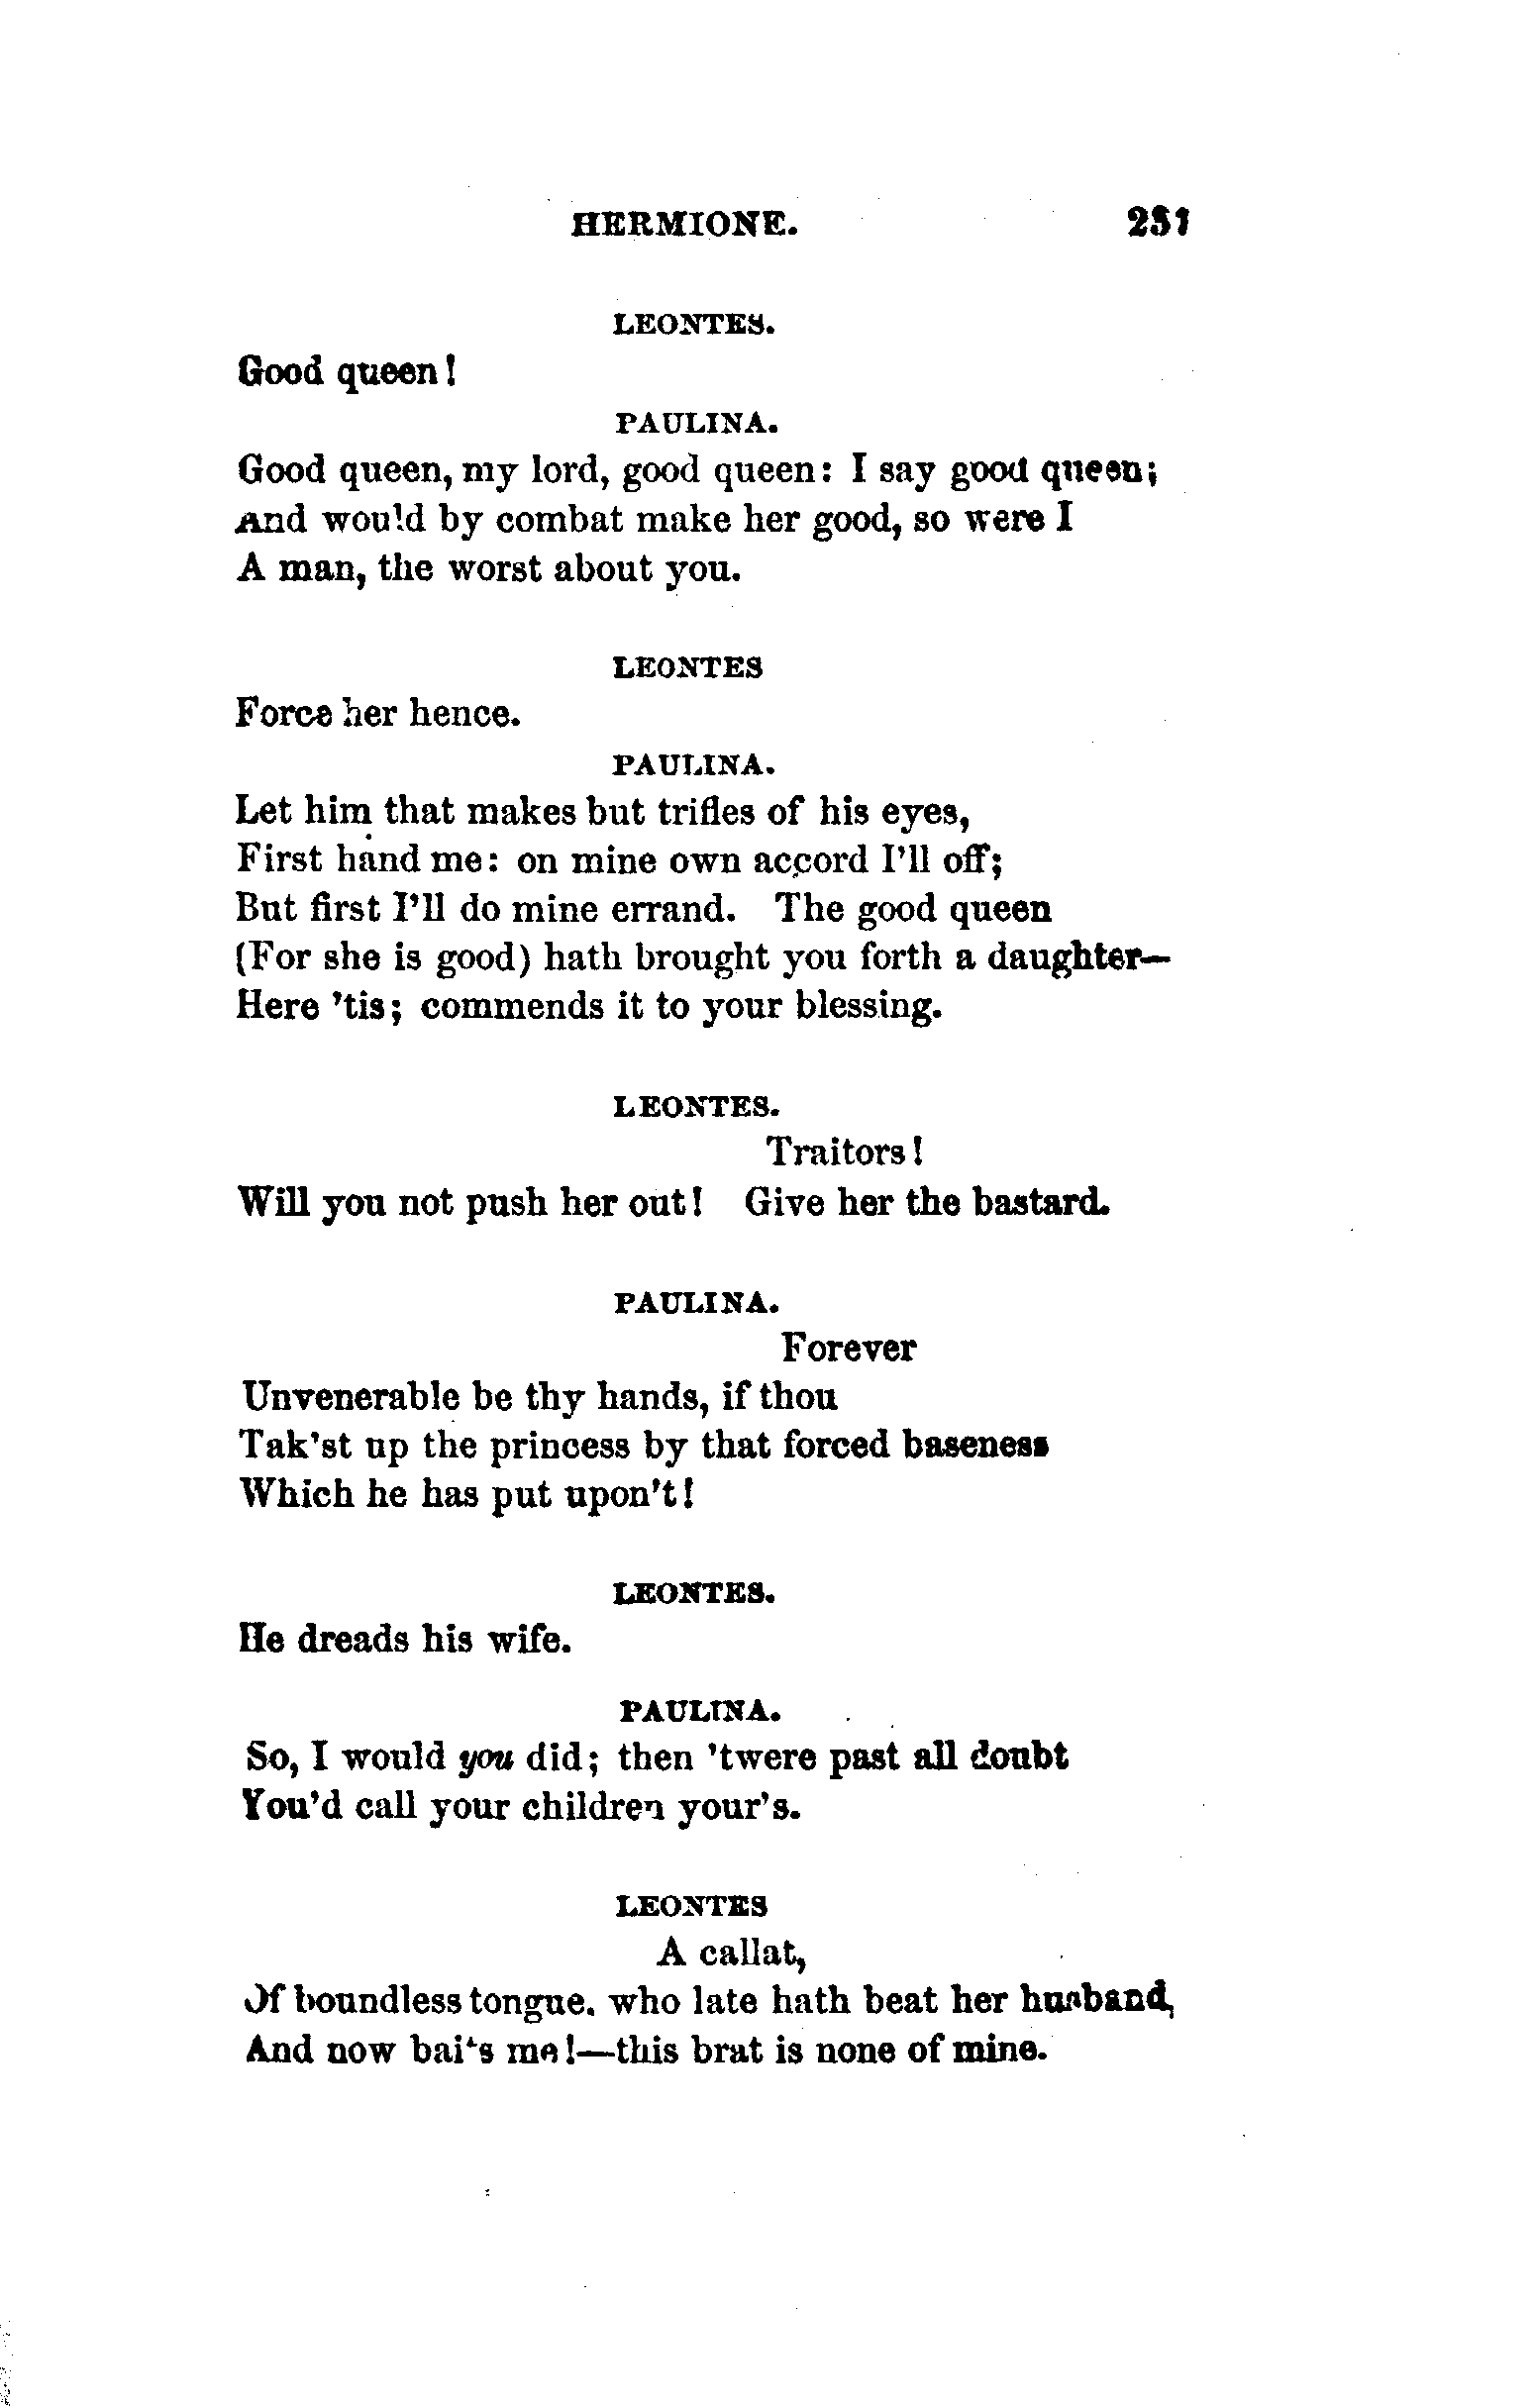 HERMIONE. 231
LEONTES.
Good queen!
PAULINA.
Good queen, my lord, good queen: I say good queen;
And would by combat make her good, so were I
A man, the worst about you.
LEONTES
Force her hence.
PAULINA.
Let him that makes but trifles of his eyes,
First hand me: on mine own accord I'll off;
But first I'll do mine errand. The good queen
(For she is good) hath brought you forth a daughter—
Here 'tis; commends it to your blessing.
LEONTES.
Traitors!
Will you not push her out! Give her the bastard.
PAULINA.
Forever
Unvenerable be thy hands, if thou
Tak'st up the princess by that forced baseness
Which he has put upon't!
LEONTES.
He dreads his wife.
PAULINA.
So, I would you did; then 'twere past all doubt
You'd call your children your's.
LEONTES
A callat,
Of boundless tongue. who late hath beat her husband,
And now baits me!—this brat is none of mine.